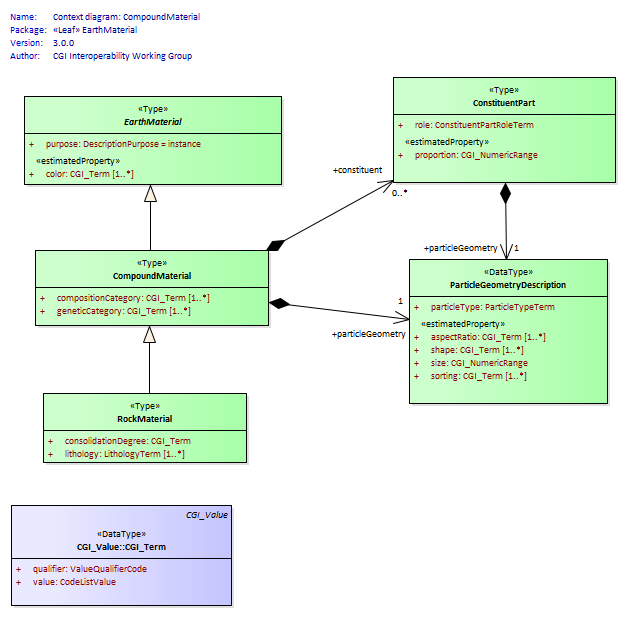 Name: Context diagram: CompoundMaterial
Package: «Leaf» EarthMaterial
Version: 3.0.0
Author: CGI Interoperability Working Group
«Type»
EarthMaterial
+ purpose: DescriptionPurpose = instance
«estimatedProperty»
+ color: CGI_Term [1..*]
«Type»
ConstituentPart
+ role: ConstituentPartRoleTerm
«estimatedProperty»
+ proportion: CGI_NumericRange
+constituent
0..*
«Type»
CompoundMaterial
+ compositionCategory: CGI_Term [1..*]
+ geneticCategory: CGI_Term [1..*]
+particleGeometry
1
«DataType»
ParticleGeometryDescription
+ particleType: ParticleTypeTerm
«estimatedProperty»
+ aspectRatio: CGI_Term [1..*]
+ shape: CGI_Term [1..*]
+ size: CGI_NumericRange
+ sorting: CGI_Term [1..*]
1
+particleGeometry
«Type»
RockMaterial
+ consolidationDegree: CGI_Term
+ lithology: LithologyTerm [1..*]
CGI_Value
«DataType»
CGI_Value::CGI_Term
+ qualifier: ValueQualifierCode
+ value: CodeListValue